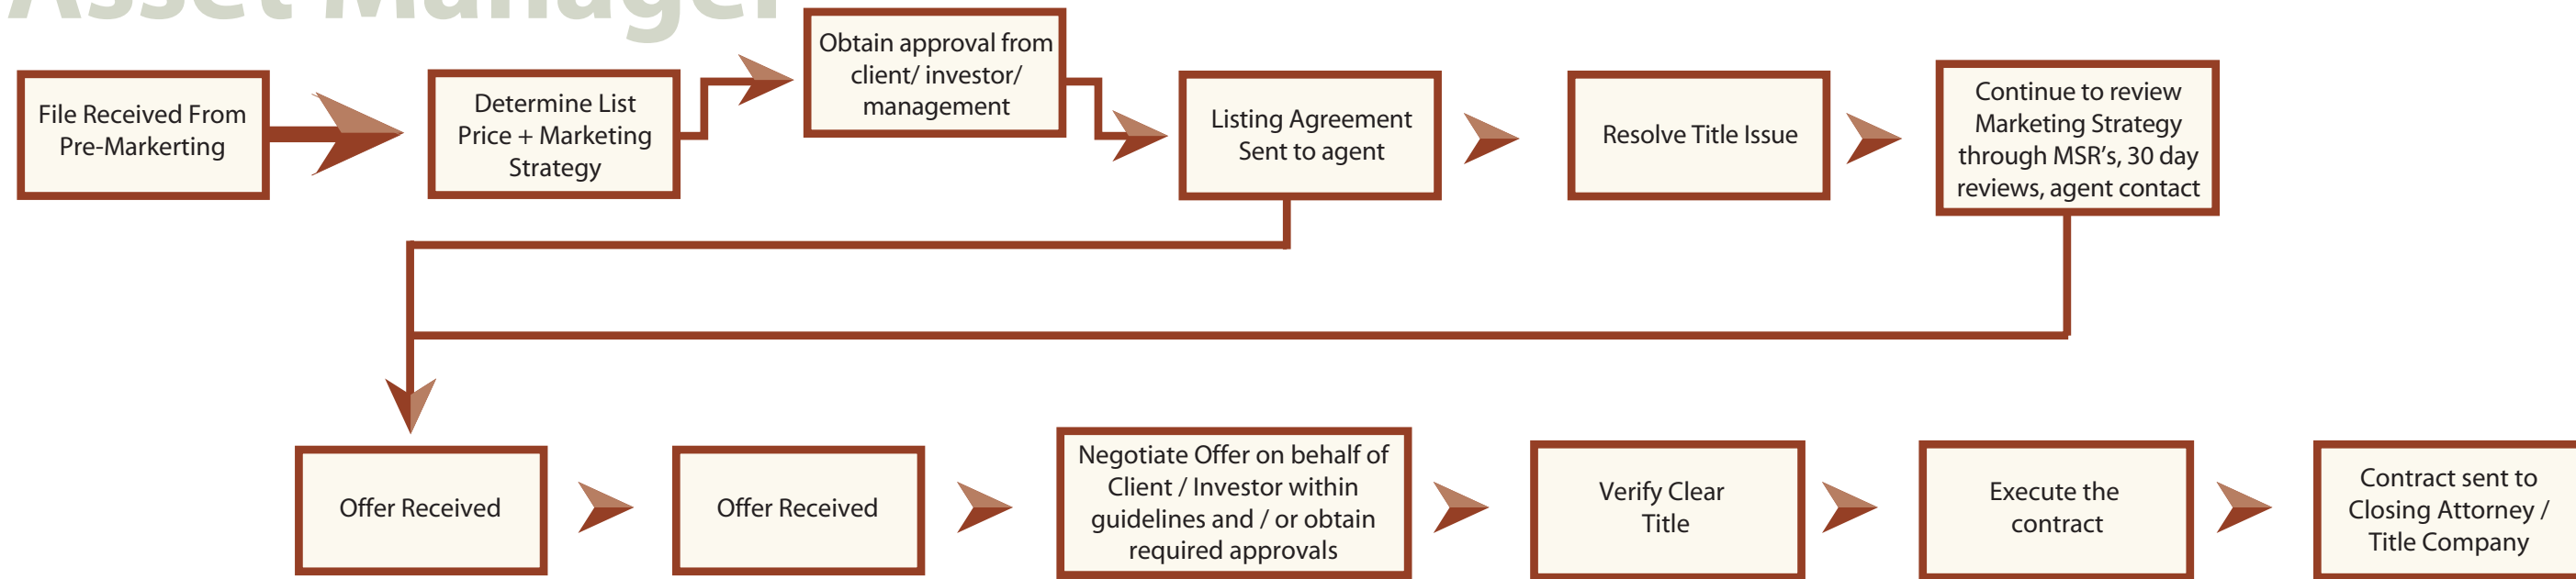 Asset Manager
File Received From
Pre-Markerting
Determine List
Price + Marketing
Strategy
Obtain approval from
client/ investor/
management
Listing Agreement
Sent to agent
Resolve Title Issue
Continue to review
Marketing Strategy
through MSR’s, 30 day
reviews, agent contact
Offer Received
Offer Received
Negotiate Offer on behalf of
Client / Investor within
guidelines and / or obtain
required approvals
Verify Clear
Title
Execute the
contract
Contract sent to
Closing Attorney /
Title Company